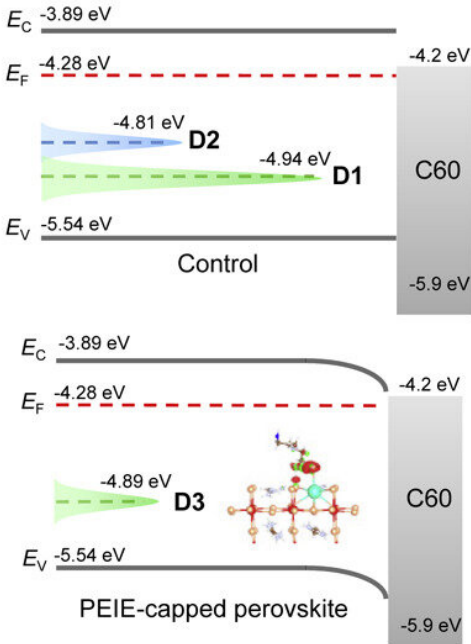 E_C -3.89 eV
E_F -4.28 eV -4.2 eV
-4.81 eV D2
-4.94 eV D1
C60
E_V -5.54 eV
Control
-5.9 eV
E_C -3.89 eV
E_F -4.28 eV -4.2 eV
-4.89 eV D3
C60
E_V -5.54 eV
PEIE-capped perovskite
-5.9 eV